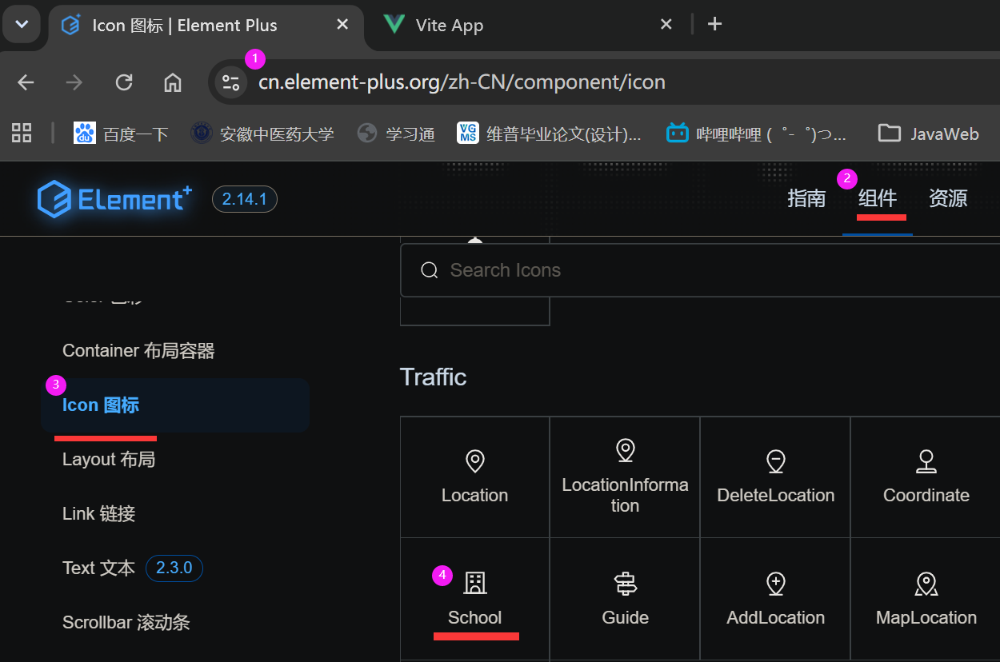 Icon 图标 | Element Plus
Vite App
1
cn.element-plus.org/zh-CN/component/icon
百度一下
安徽中医药大学
学习通
VG MS
维普毕业论文(设计)...
哔哩哔哩 ( ゜- ゜)つ...
JavaWeb
Element+
2.14.1
指南
2
组件
资源
Search Icons
Container 布局容器
3
Icon 图标
Layout 布局
Link 链接
Text 文本 2.3.0
Scrollbar 滚动条
Traffic
Location
LocationInforma
tion
DeleteLocation
Coordinate
4
School
Guide
AddLocation
MapLocation